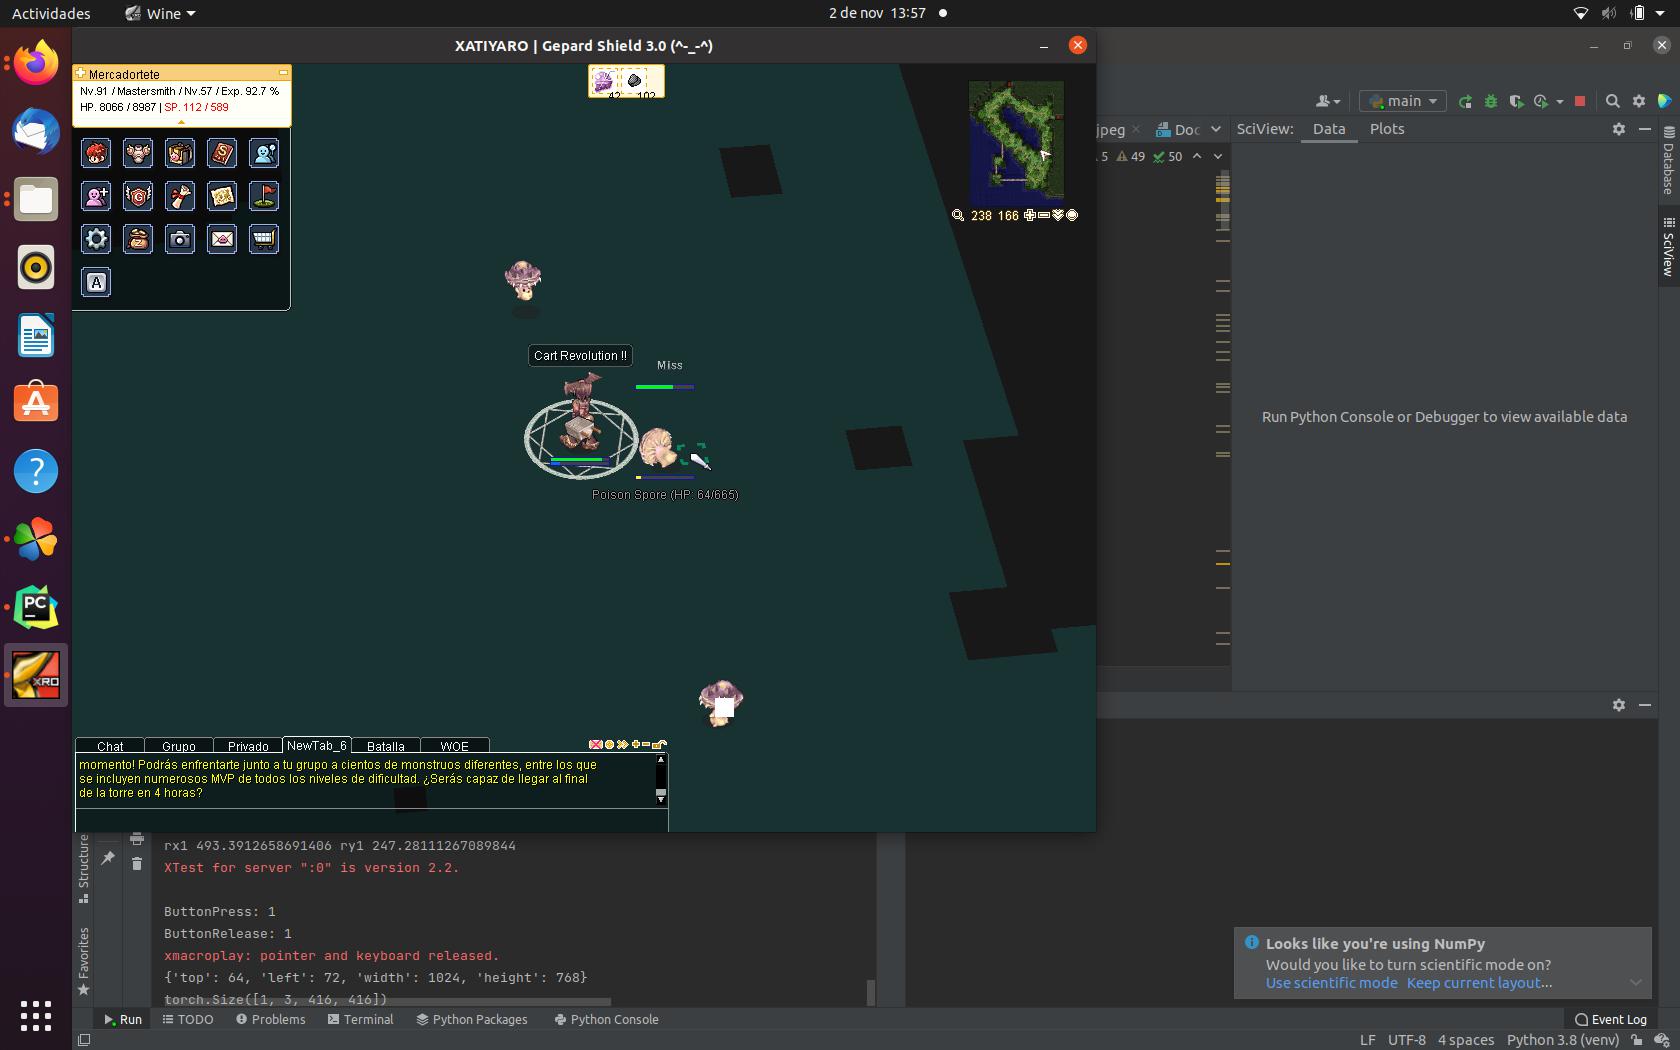 Actividades
Wine
2 de nov 13:57
XATIYARO | Gepard Shield 3.0 (^-_-^)
Mercadortete
Nv.91 / Mastersmith / Nv.57 / Exp. 92.7 %
HP. 8066 / 8987 | SP. 112 / 589
42
102
238 166
A
Cart Revolution !!
Miss
Poison Spore (HP: 64/665)
Chat
Grupo
Privado
NewTab_6
Batalla
WOE
momento! Podrás enfrentarte junto a tu grupo a cientos de monstruos diferentes, entre los que
se incluyen numerosos MVP de todos los niveles de dificultad. ¿Serás capaz de llegar al final
de la torre en 4 horas?
main
jpeg
Doc
SciView:
Data
Plots
5
49
50
Database
SciView
Run Python Console or Debugger to view available data
PC
XRO
Structure
Favorites
rx1 493.3912658691406 ry1 247.28111267089844
XTest for server ":0" is version 2.2.
ButtonPress: 1
ButtonRelease: 1
xmacroplay: pointer and keyboard released.
{'top': 64, 'left': 72, 'width': 1024, 'height': 768}
torch.Size([1, 3, 416, 416])
Looks like you're using NumPy
Would you like to turn scientific mode on?
Use scientific mode
Keep current layout...
Run
TODO
Problems
Terminal
Python Packages
Python Console
Event Log
LF
UTF-8
4 spaces
Python 3.8 (venv)